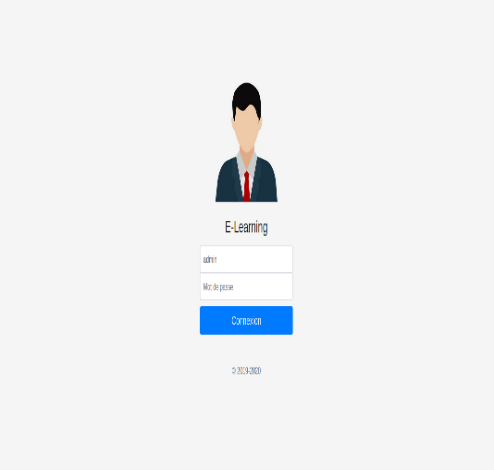 E-Learning
admin
Mot de passe
Connexion
© 2019-2020